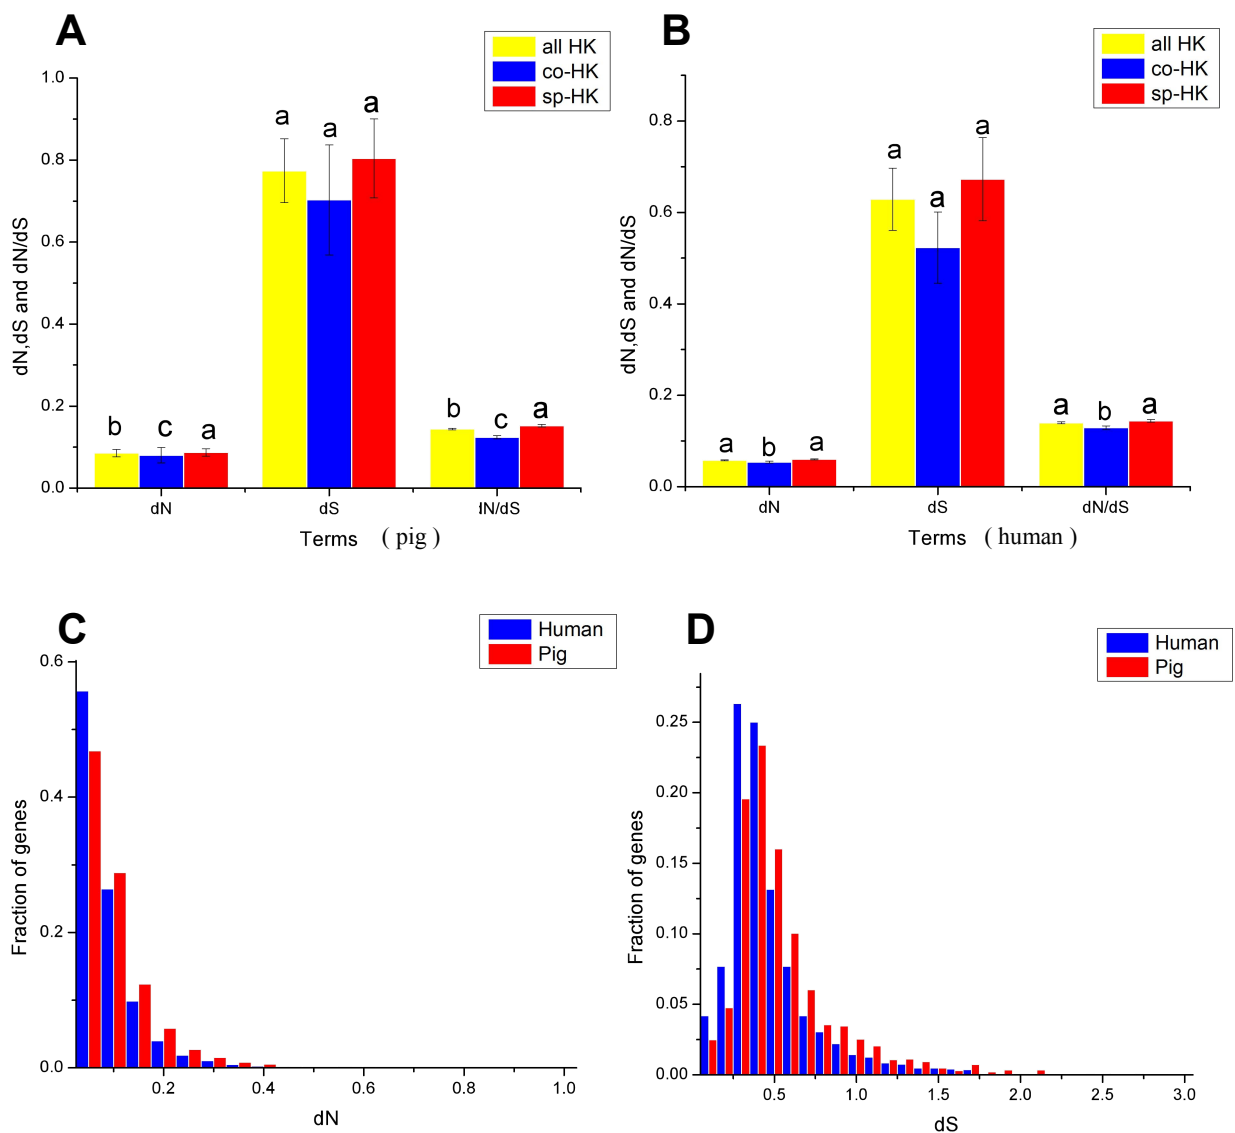 A
all HK
co-HK
sp-HK
1.0
0.8
0.6
0.4
0.2
0.0
dN,dS and dN/dS
a
a
a
b
c
a
b
c
a
dN
dS
dN/dS
Terms ( pig )
B
all HK
co-HK
sp-HK
0.8
0.6
0.4
0.2
0.0
dN,dS and dN/dS
a
a
a
a
b
a
a
b
a
dN
dS
dN/dS
Terms ( human )
C
Human
Pig
0.6
0.4
0.2
0.0
Fraction of genes
0.2
0.4
0.6
0.8
1.0
dN
D
Human
Pig
0.25
0.20
0.15
0.10
0.05
0.00
Fraction of genes
0.5
1.0
1.5
2.0
2.5
3.0
dS